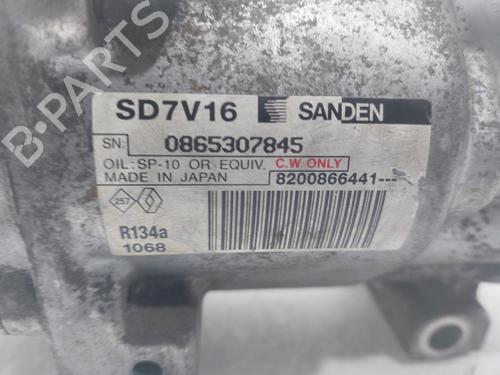 B-PARTS
SD7V16 SANDEN
SN: 0865307845
OIL:SP-10 OR EQUIV. C.W ONLY
MADE IN JAPAN 8200866441---
257
R134a
1068